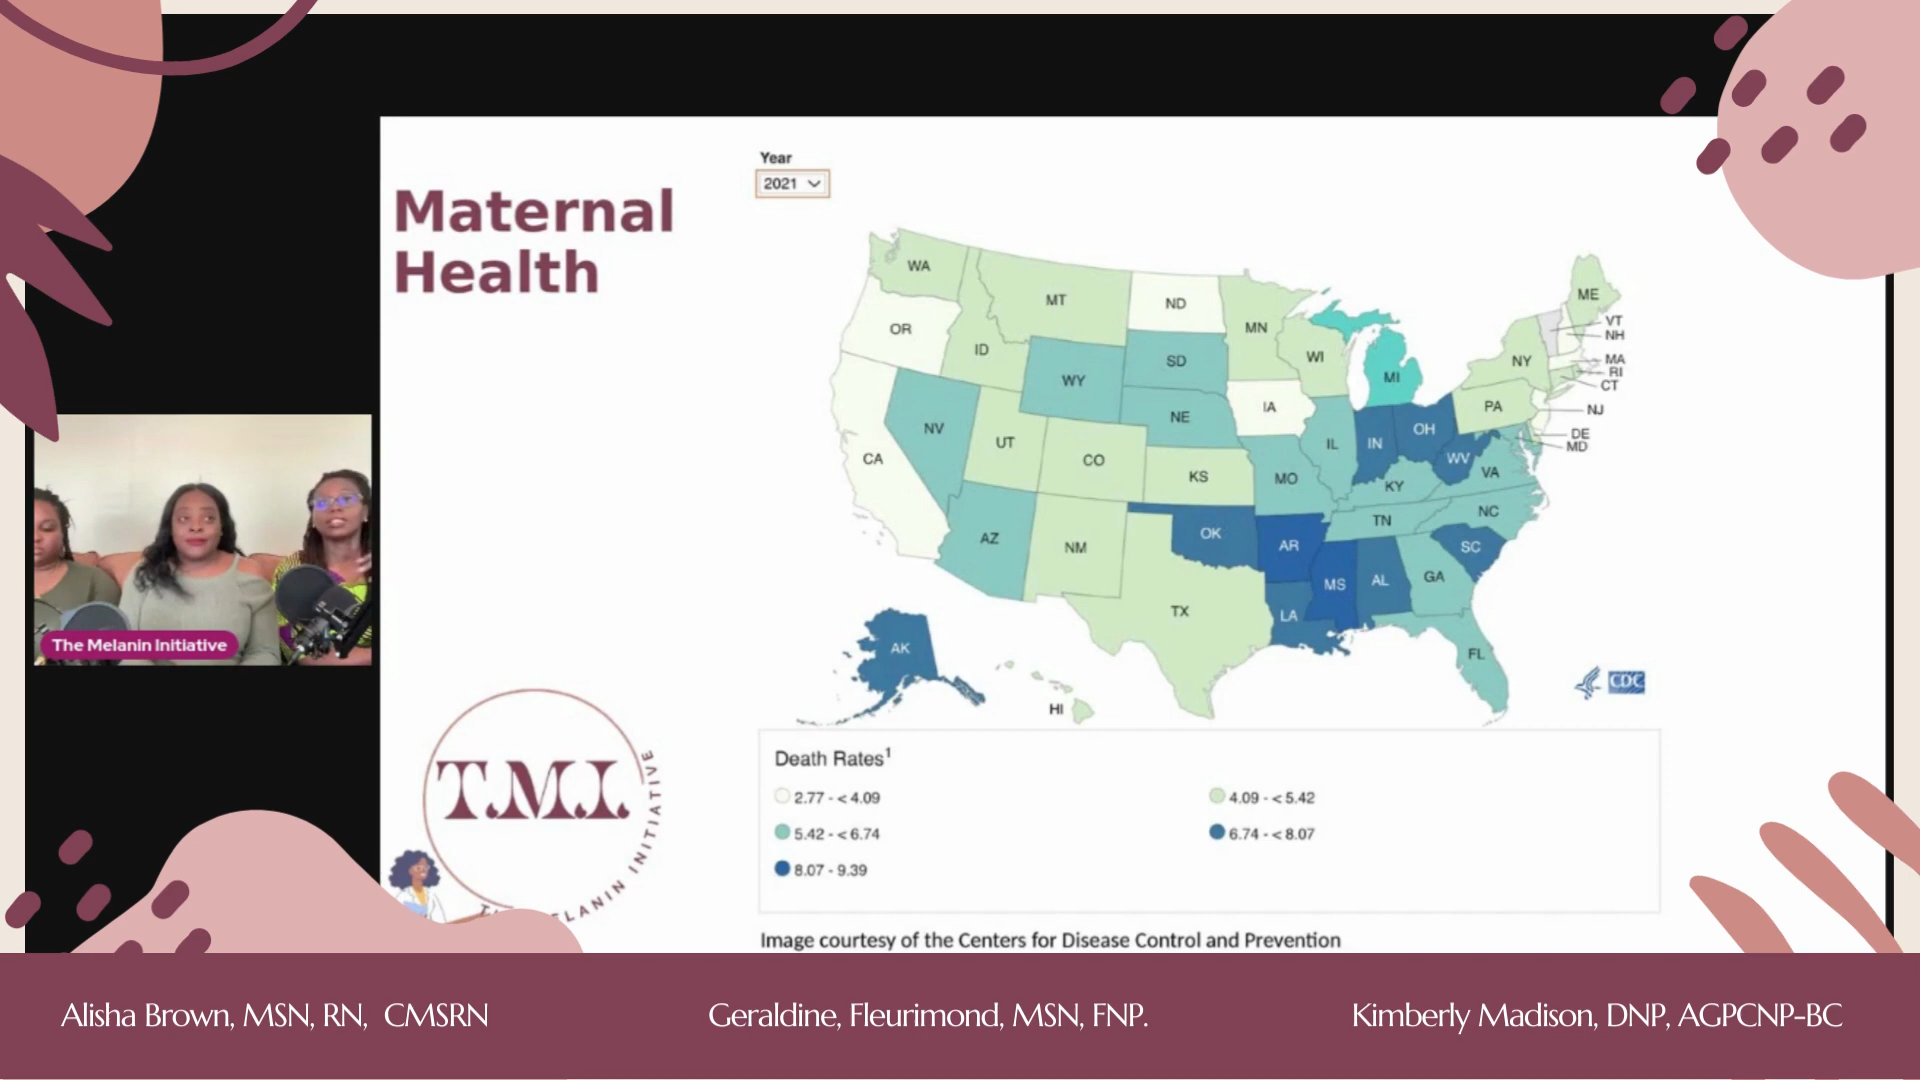 Maternal
Health
Year
2021
WA
OR
CA
ID
NV
MT
WY
UT
AZ
CO
NM
ND
SD
NE
KS
OK
TX
MN
IA
MO
AR
LA
WI
IL
MI
IN
OH
KY
TN
MS
AL
GA
FL
SC
NC
VA
WV
PA
NY
ME
VT
NH
MA
RI
CT
NJ
DE
MD
AK
HI
CDC
The Melanin Initiative
T.M.I.
MELANIN INITIATIVE
Death Rates¹
2.77 - < 4.09
4.09 - < 5.42
5.42 - < 6.74
6.74 - < 8.07
8.07 - 9.39
Image courtesy of the Centers for Disease Control and Prevention
Alisha Brown, MSN, RN, CMSRN
Geraldine, Fleurimond, MSN, FNP.
Kimberly Madison, DNP, AGPCNP-BC